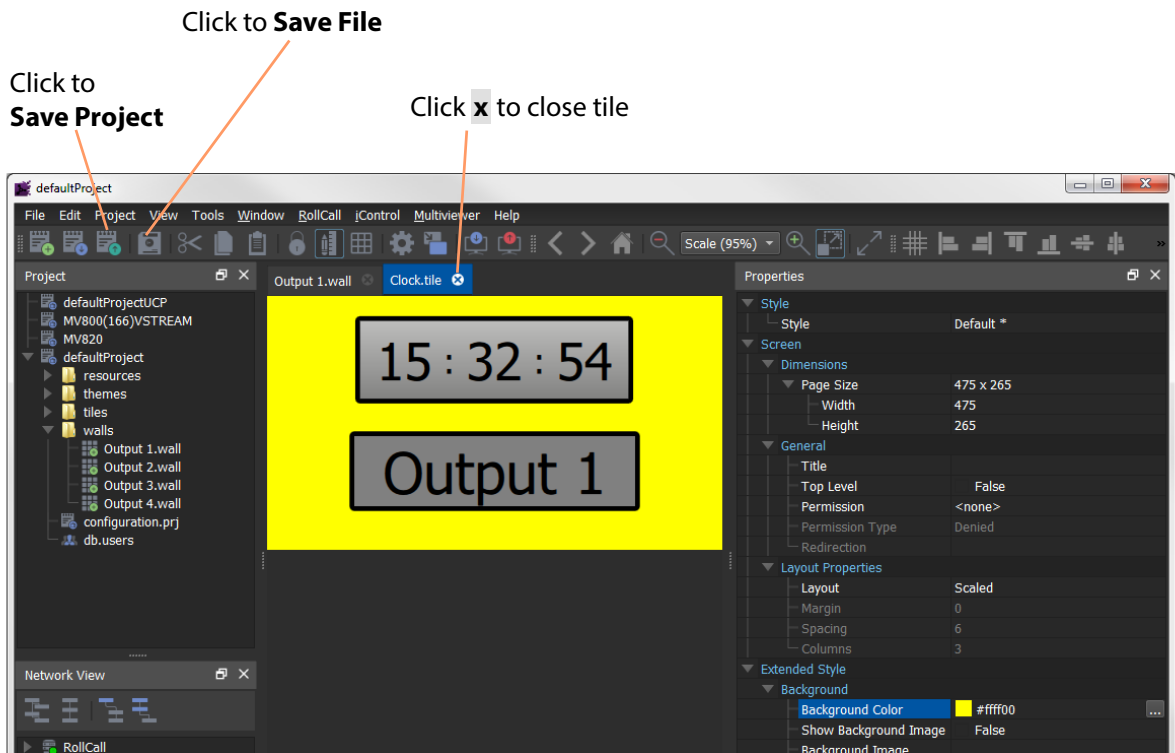 Click to Save File
Click to
Save Project
Click x to close tile
defaultProject
File Edit Project View Tools Window RollCall iControl Multiviewer Help
Scale (95%)
»
Project
defaultProjectUCP
MV800(166)VSTREAM
MV820
defaultProject
resources
themes
tiles
walls
Output 1.wall
Output 2.wall
Output 3.wall
Output 4.wall
configuration.prj
db.users
Network View
RollCall
Output 1.wall Clock.tile
15 : 32 : 54
Output 1
Properties
Style
Style Default *
Screen
Dimensions
Page Size 475 x 265
Width 475
Height 265
General
Title
Top Level False
Permission <none>
Permission Type Denied
Redirection
Layout Properties
Layout Scaled
Margin 0
Spacing 6
Columns 3
Extended Style
Background
Background Color #ffff00 ...
Show Background Image False
Background Image